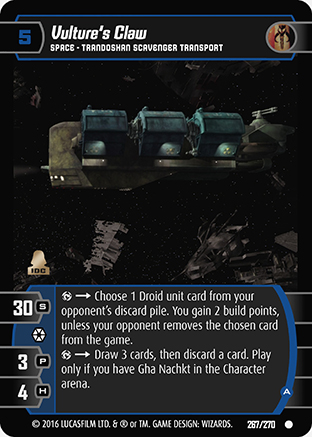 5
Vulture's Claw
SPACE - TRANDOSHAN SCAVENGER TRANSPORT
IDC
30 S
3 P
4 H
→ Choose 1 Droid unit card from your
opponent's discard pile. You gain 2 build points,
unless your opponent removes the chosen card
from the game.
→ Draw 3 cards, then discard a card. Play
only if you have Gha Nachkt in the Character
arena.
A
© 2016 LUCASFILM LTD. & ® or TM. GAME DESIGN: WIZARDS.
267/270